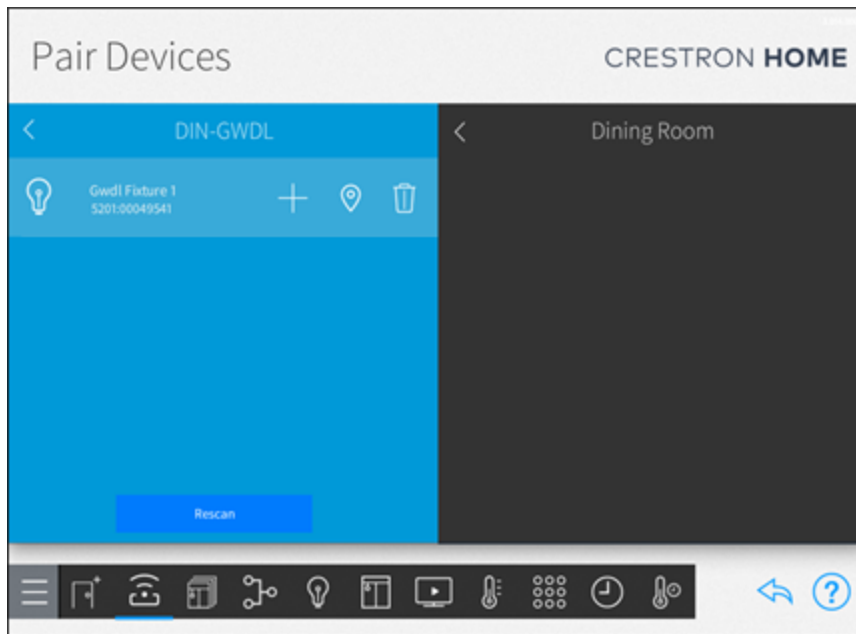 Pair Devices
CRESTRON HOME
DIN-GWDL
Gwdl Fixture 1
5201:00049541
Rescan
Dining Room
?